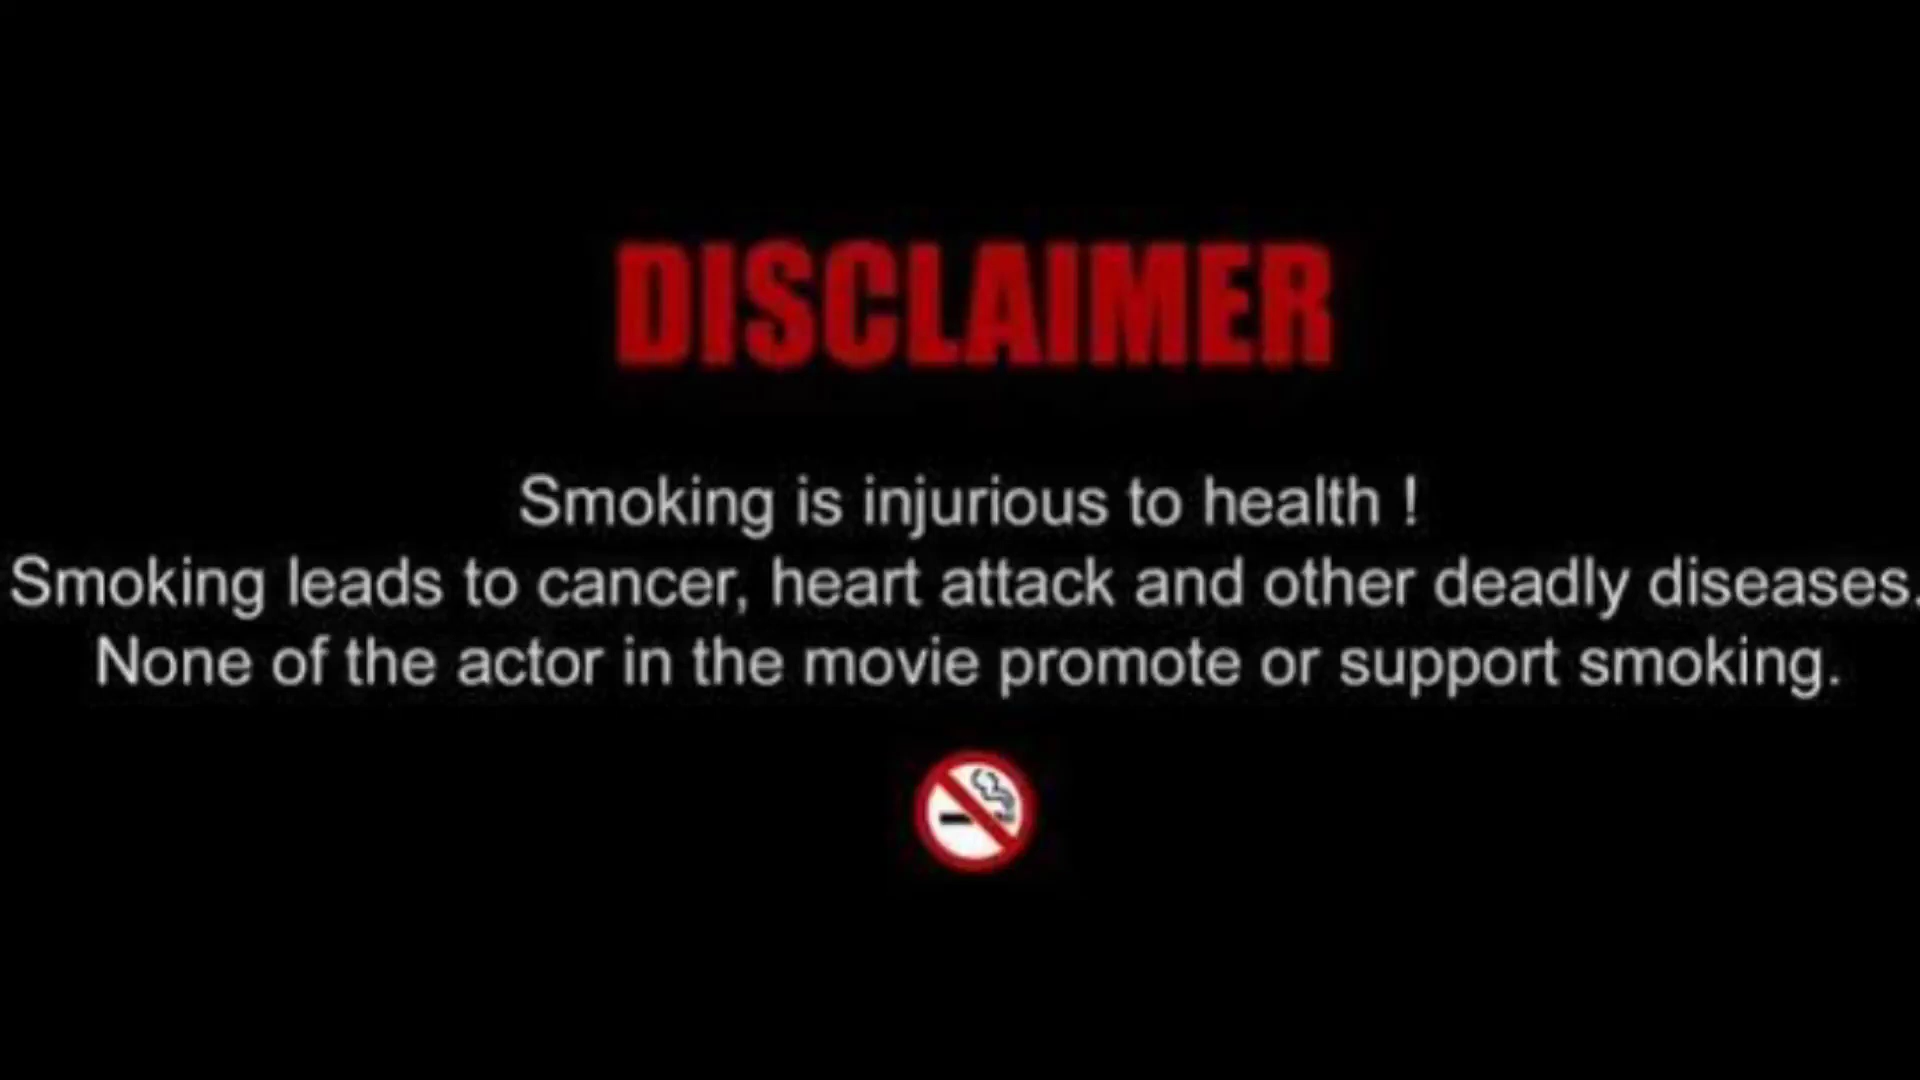 DISCLAIMER
Smoking is injurious to health !
Smoking leads to cancer, heart attack and other deadly diseases.
None of the actor in the movie promote or support smoking.